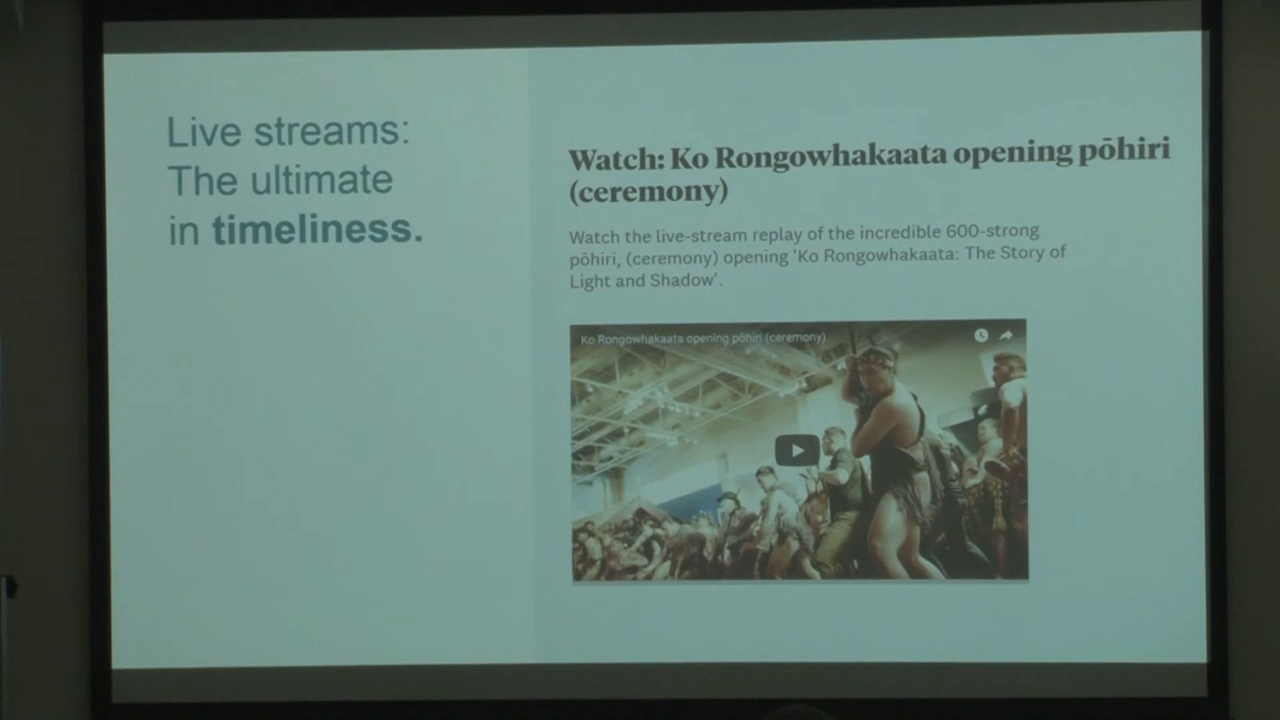 Live streams:
The ultimate
in timeliness.
Watch: Ko Rongowhakaata opening pōhiri
(ceremony)
Watch the live-stream replay of the incredible 600-strong
pōhiri, (ceremony) opening 'Ko Rongowhakaata: The Story of
Light and Shadow'.
Ko Rongowhakaata opening pōhiri (ceremony)